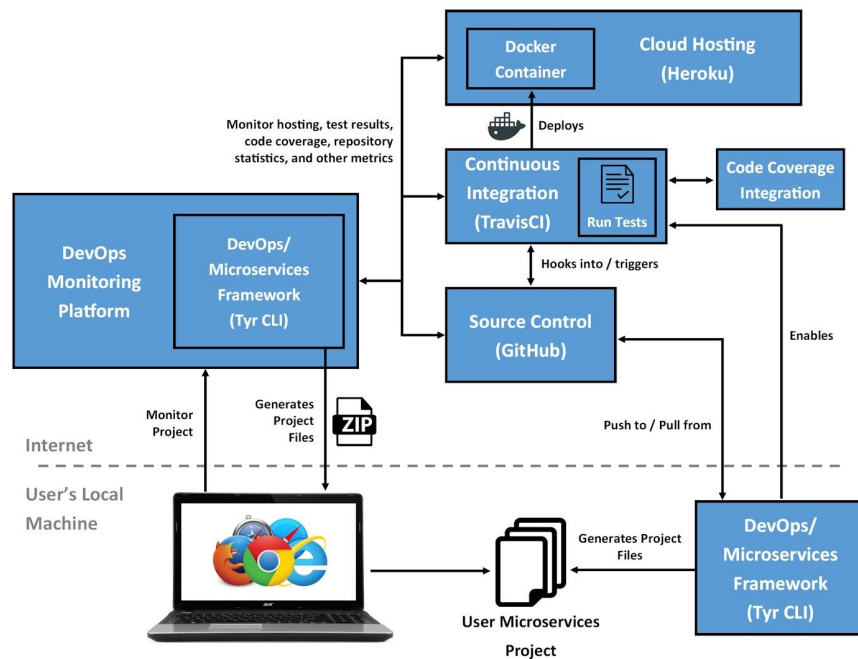 Docker
Container
Cloud Hosting
(Heroku)
Monitor hosting, test results,
code coverage, repository
statistics, and other metrics
Deploys
Continuous
Integration
(TravisCI)
Run Tests
Code Coverage
Integration
DevOps
Monitoring
Platform
DevOps/
Microservices
Framework
(Tyr CLI)
Hooks into / triggers
Source Control
(GitHub)
Enables
Monitor
Project
Generates
Project
Files
ZIP
Push to / Pull from
Internet
User's Local
Machine
Generates Project
Files
DevOps/
Microservices
Framework
(Tyr CLI)
acer
User Microservices
Project